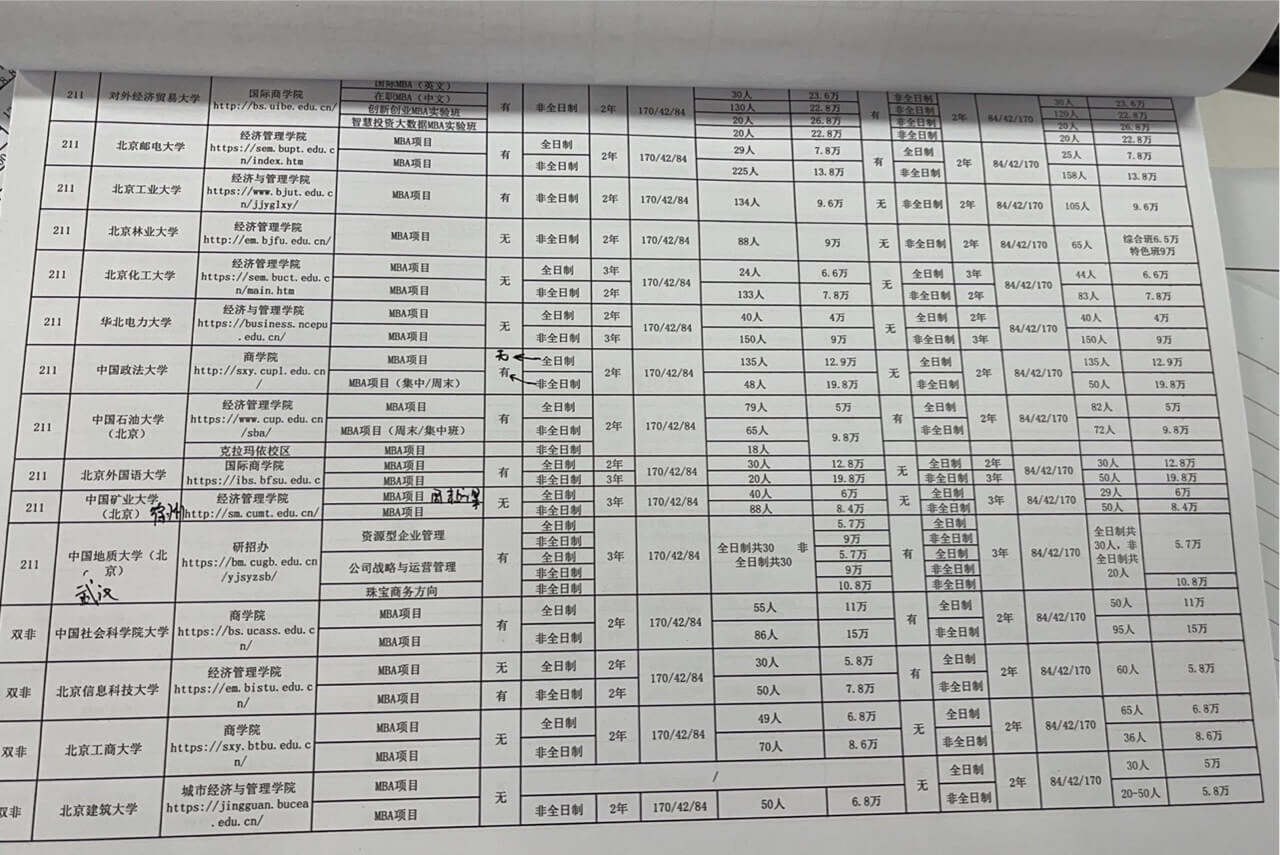 国际MBA（英文）
211 对外经济贸易大学 国际商学院 http://bs.uibe.edu.cn/ 在职MBA（中文） 有 非全日制 2年 170/42/84 30人 23.6万 有 非全日制 2年 84/42/170 30人 23.6万
创新创业MBA实验班 130人 22.8万 非全日制 120人 22.8万
智慧投资大数据MBA实验班 20人 26.8万 非全日制 20人 26.8万
20人 22.8万 非全日制 20人 22.8万
211 北京邮电大学 经济管理学院 https://sem.bupt.edu.cn/index.htm MBA项目 有 全日制 2年 170/42/84 29人 7.8万 有 全日制 2年 84/42/170 25人 7.8万
MBA项目 非全日制 225人 13.8万 非全日制 158人 13.8万
211 北京工业大学 经济与管理学院 https://www.bjut.edu.cn/jjyglxy/ MBA项目 有 非全日制 2年 170/42/84 134人 9.6万 无 非全日制 2年 84/42/170 105人 9.6万
211 北京林业大学 经济管理学院 http://em.bjfu.edu.cn/ MBA项目 无 非全日制 2年 170/42/84 88人 9万 无 非全日制 2年 84/42/170 65人 综合班6.5万 特色班9万
211 北京化工大学 经济管理学院 https://sem.buct.edu.cn/main.htm MBA项目 无 全日制 3年 170/42/84 24人 6.6万 无 全日制 3年 84/42/170 44人 6.6万
MBA项目 非全日制 2年 133人 7.8万 非全日制 2年 83人 7.8万
211 华北电力大学 经济与管理学院 https://business.ncepu.edu.cn/ MBA项目 无 全日制 2年 170/42/84 40人 4万 无 全日制 2年 84/42/170 40人 4万
MBA项目 非全日制 3年 150人 9万 非全日制 3年 150人 9万
211 中国政法大学 商学院 http://sxy.cupl.edu.cn/ MBA项目 无 全日制 2年 170/42/84 135人 12.9万 无 全日制 2年 84/42/170 135人 12.9万
MBA项目（集中/周末） 有 非全日制 48人 19.8万 非全日制 50人 19.8万
211 中国石油大学（北京） 经济管理学院 https://www.cup.edu.cn/sba/ MBA项目 有 全日制 2年 170/42/84 79人 5万 有 全日制 2年 84/42/170 82人 5万
MBA项目（周末/集中班） 非全日制 65人 9.8万 非全日制 72人 9.8万
克拉玛依校区 MBA项目 非全日制 18人
211 北京外国语大学 国际商学院 https://ibs.bfsu.edu.c MBA项目 有 全日制 2年 170/42/84 30人 12.8万 无 全日制 2年 84/42/170 30人 12.8万
MBA项目 非全日制 3年 20人 19.8万 非全日制 3年 50人 19.8万
211 中国矿业大学（北京） 徐州 经济管理学院 http://sm.cumt.edu.cn/ MBA项目 无 全日制 3年 170/42/84 40人 6万 无 全日制 3年 84/42/170 29人 6万
MBA项目 非全日制 88人 8.4万 非全日制 50人 8.4万
211 中国地质大学（北京） 武汉 研招办 https://bm.cugb.edu.cn/yjsyzsb/ 资源型企业管理 有 全日制 3年 170/42/84 全日制共30 非全日制共30 5.7万 有 全日制 3年 84/42/170 全日制共30人，非全日制共20人 5.7万
非全日制 9万 非全日制
公司战略与运营管理 全日制 5.7万 全日制
非全日制 9万 非全日制
珠宝商务方向 非全日制 10.8万 非全日制 10.8万
双非 中国社会科学院大学 商学院 https://bs.ucass.edu.cn/ MBA项目 有 全日制 2年 170/42/84 55人 11万 有 全日制 2年 84/42/170 50人 11万
MBA项目 非全日制 86人 15万 非全日制 95人 15万
双非 北京信息科技大学 经济管理学院 https://em.bistu.edu.cn/ MBA项目 无 全日制 2年 170/42/84 30人 5.8万 有 全日制 2年 84/42/170 60人 5.8万
MBA项目 有 非全日制 2年 50人 7.8万 非全日制
双非 北京工商大学 商学院 https://sxy.btbu.edu.cn/ MBA项目 无 全日制 2年 170/42/84 49人 6.8万 无 全日制 2年 84/42/170 65人 6.8万
MBA项目 非全日制 70人 8.6万 非全日制 36人 8.6万
双非 北京建筑大学 城市经济与管理学院 https://jingguan.bucea.edu.cn/ MBA项目 无 / 无 全日制 2年 84/42/170 30人 5万
MBA项目 非全日制 2年 170/42/84 50人 6.8万 非全日制 20-50人 5.8万